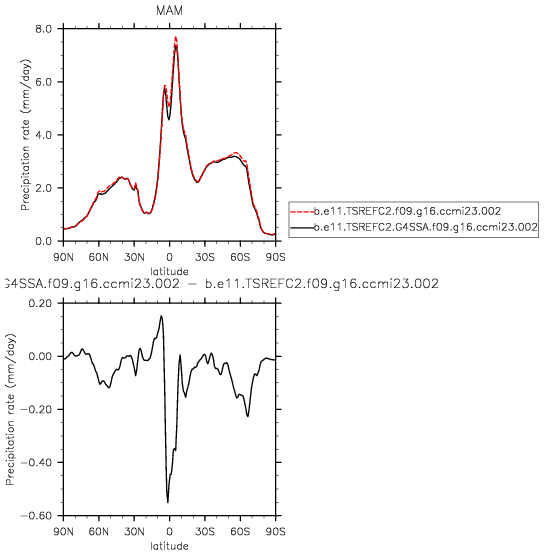 MAM
8.0
6.0
4.0
2.0
0.0
Precipitation rate (mm/day)
90N 60N 30N 0 30S 60S 90S
latitude
b.e11.TSREFC2.f09.g16.ccmi23.002
b.e11.TSREFC2.G4SSA.f09.g16.ccmi23.002
G4SSA.f09.g16.ccmi23.002 – b.e11.TSREFC2.f09.g16.ccmi23.002
0.20
0.00
-0.20
-0.40
-0.60
Precipitation rate (mm/day)
90N 60N 30N 0 30S 60S 90S
latitude